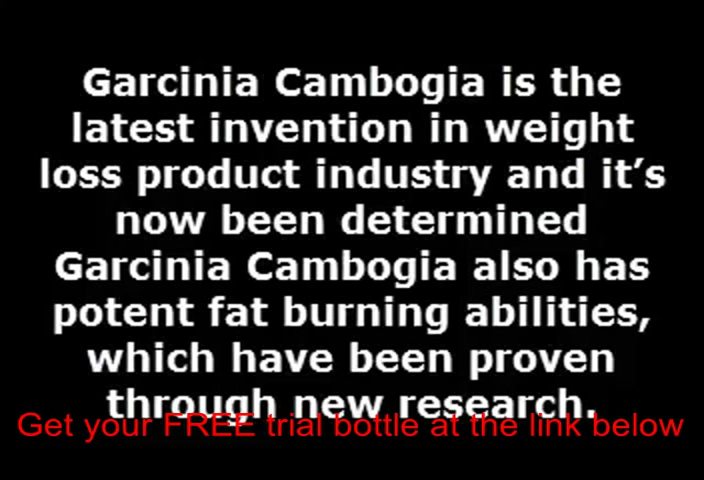 Garcinia Cambogia is the
latest invention in weight
loss product industry and it’s
now been determined
Garcinia Cambogia also has
potent fat burning abilities,
which have been proven
through new research.
Get your FREE trial bottle at the link below